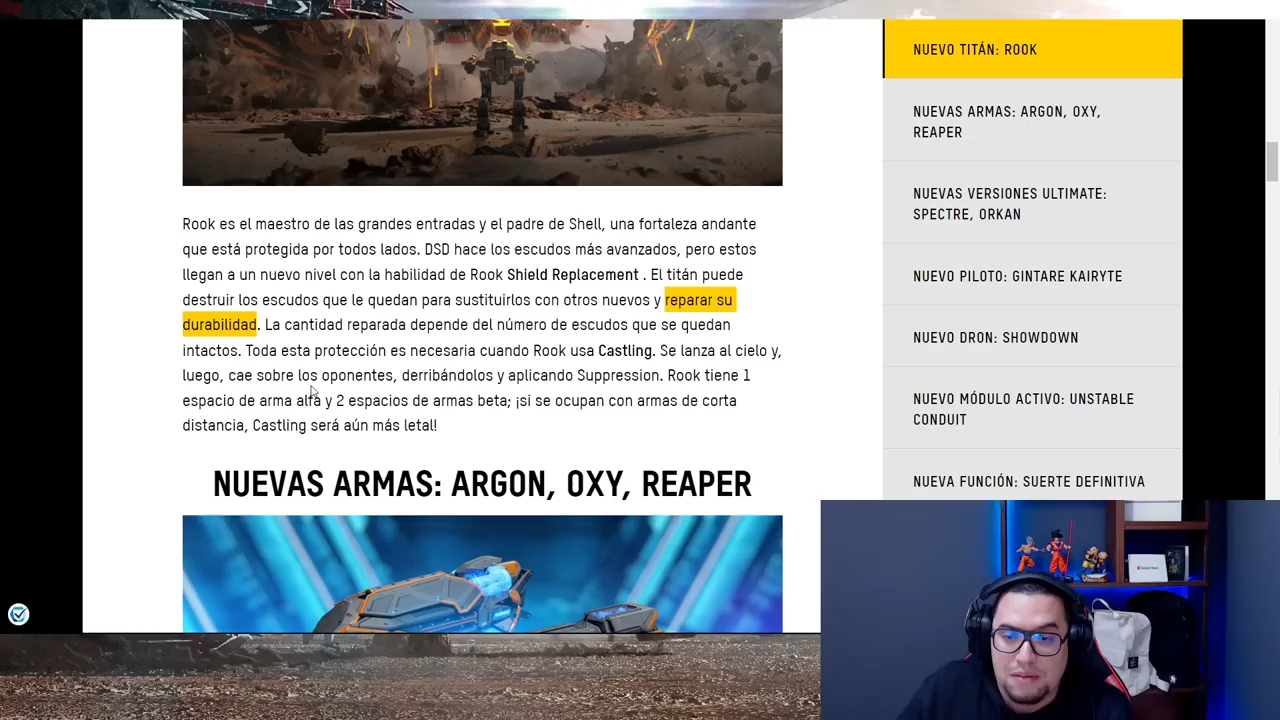 Rook es el maestro de las grandes entradas y el padre de Shell, una fortaleza andante
que está protegida por todos lados. DSD hace los escudos más avanzados, pero estos
llegan a un nuevo nivel con la habilidad de Rook Shield Replacement . El titán puede
destruir los escudos que le quedan para sustituirlos con otros nuevos y reparar su
durabilidad. La cantidad reparada depende del número de escudos que se quedan
intactos. Toda esta protección es necesaria cuando Rook usa Castling. Se lanza al cielo y,
luego, cae sobre los oponentes, derribándolos y aplicando Suppression. Rook tiene 1
espacio de arma alfa y 2 espacios de armas beta; ¡si se ocupan con armas de corta
distancia, Castling será aún más letal!
NUEVAS ARMAS: ARGON, OXY, REAPER
NUEVO TITÁN: ROOK
NUEVAS ARMAS: ARGON, OXY,
REAPER
NUEVAS VERSIONES ULTIMATE:
SPECTRE, ORKAN
NUEVO PILOTO: GINTARE KAIRYTE
NUEVO DRON: SHOWDOWN
NUEVO MÓDULO ACTIVO: UNSTABLE
CONDUIT
NUEVA FUNCIÓN: SUERTE DEFINITIVA